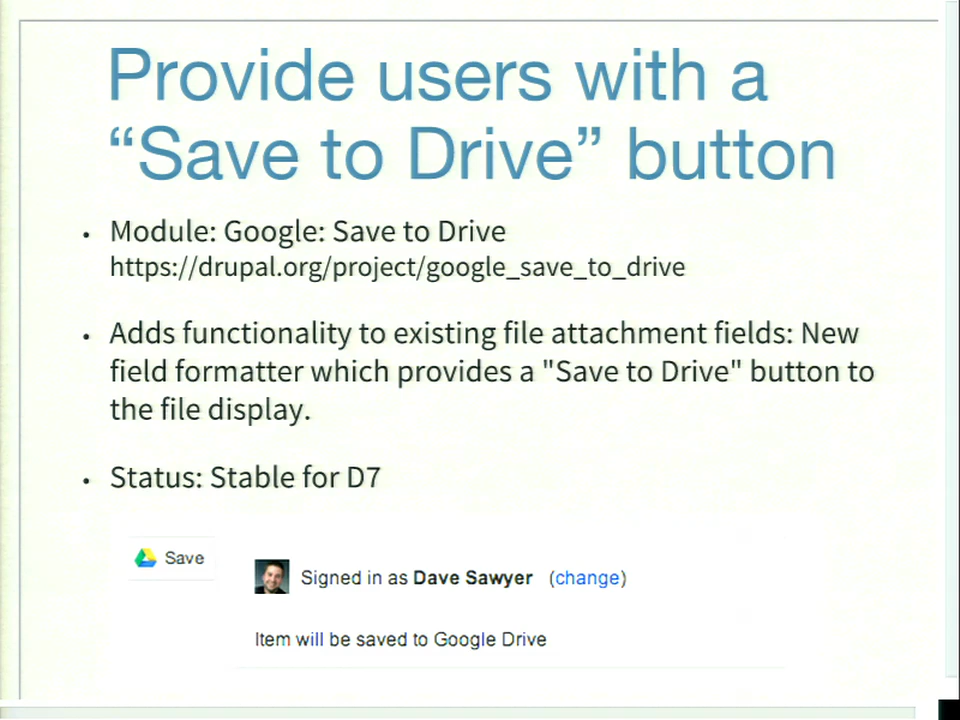 Provide users with a
“Save to Drive” button
• Module: Google: Save to Drive
https://drupal.org/project/google_save_to_drive
• Adds functionality to existing file attachment fields: New
field formatter which provides a "Save to Drive" button to
the file display.
• Status: Stable for D7
Save
Signed in as Dave Sawyer (change)
Item will be saved to Google Drive